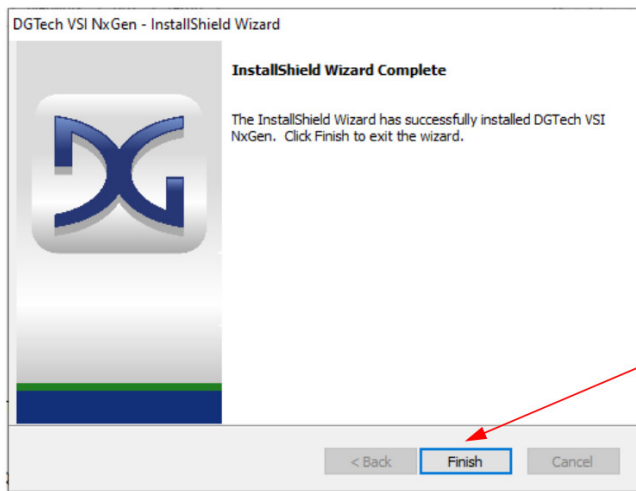 DGTech VSI NxGen - InstallShield Wizard
InstallShield Wizard Complete
The InstallShield Wizard has successfully installed DGTech VSI
NxGen. Click Finish to exit the wizard.
DG
< Back
Finish
Cancel